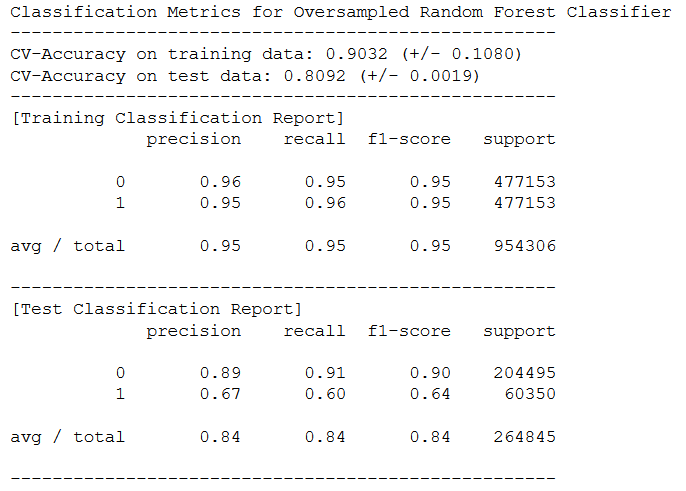 Classification Metrics for Oversampled Random Forest Classifier
----------------------------------------------------
CV-Accuracy on training data: 0.9032 (+/- 0.1080)
CV-Accuracy on test data: 0.8092 (+/- 0.0019)
----------------------------------------------------
[Training Classification Report]
             precision    recall  f1-score   support

          0       0.96      0.95      0.95    477153
          1       0.95      0.96      0.95    477153

avg / total       0.95      0.95      0.95    954306

----------------------------------------------------
[Test Classification Report]
             precision    recall  f1-score   support

          0       0.89      0.91      0.90    204495
          1       0.67      0.60      0.64     60350

avg / total       0.84      0.84      0.84    264845

----------------------------------------------------